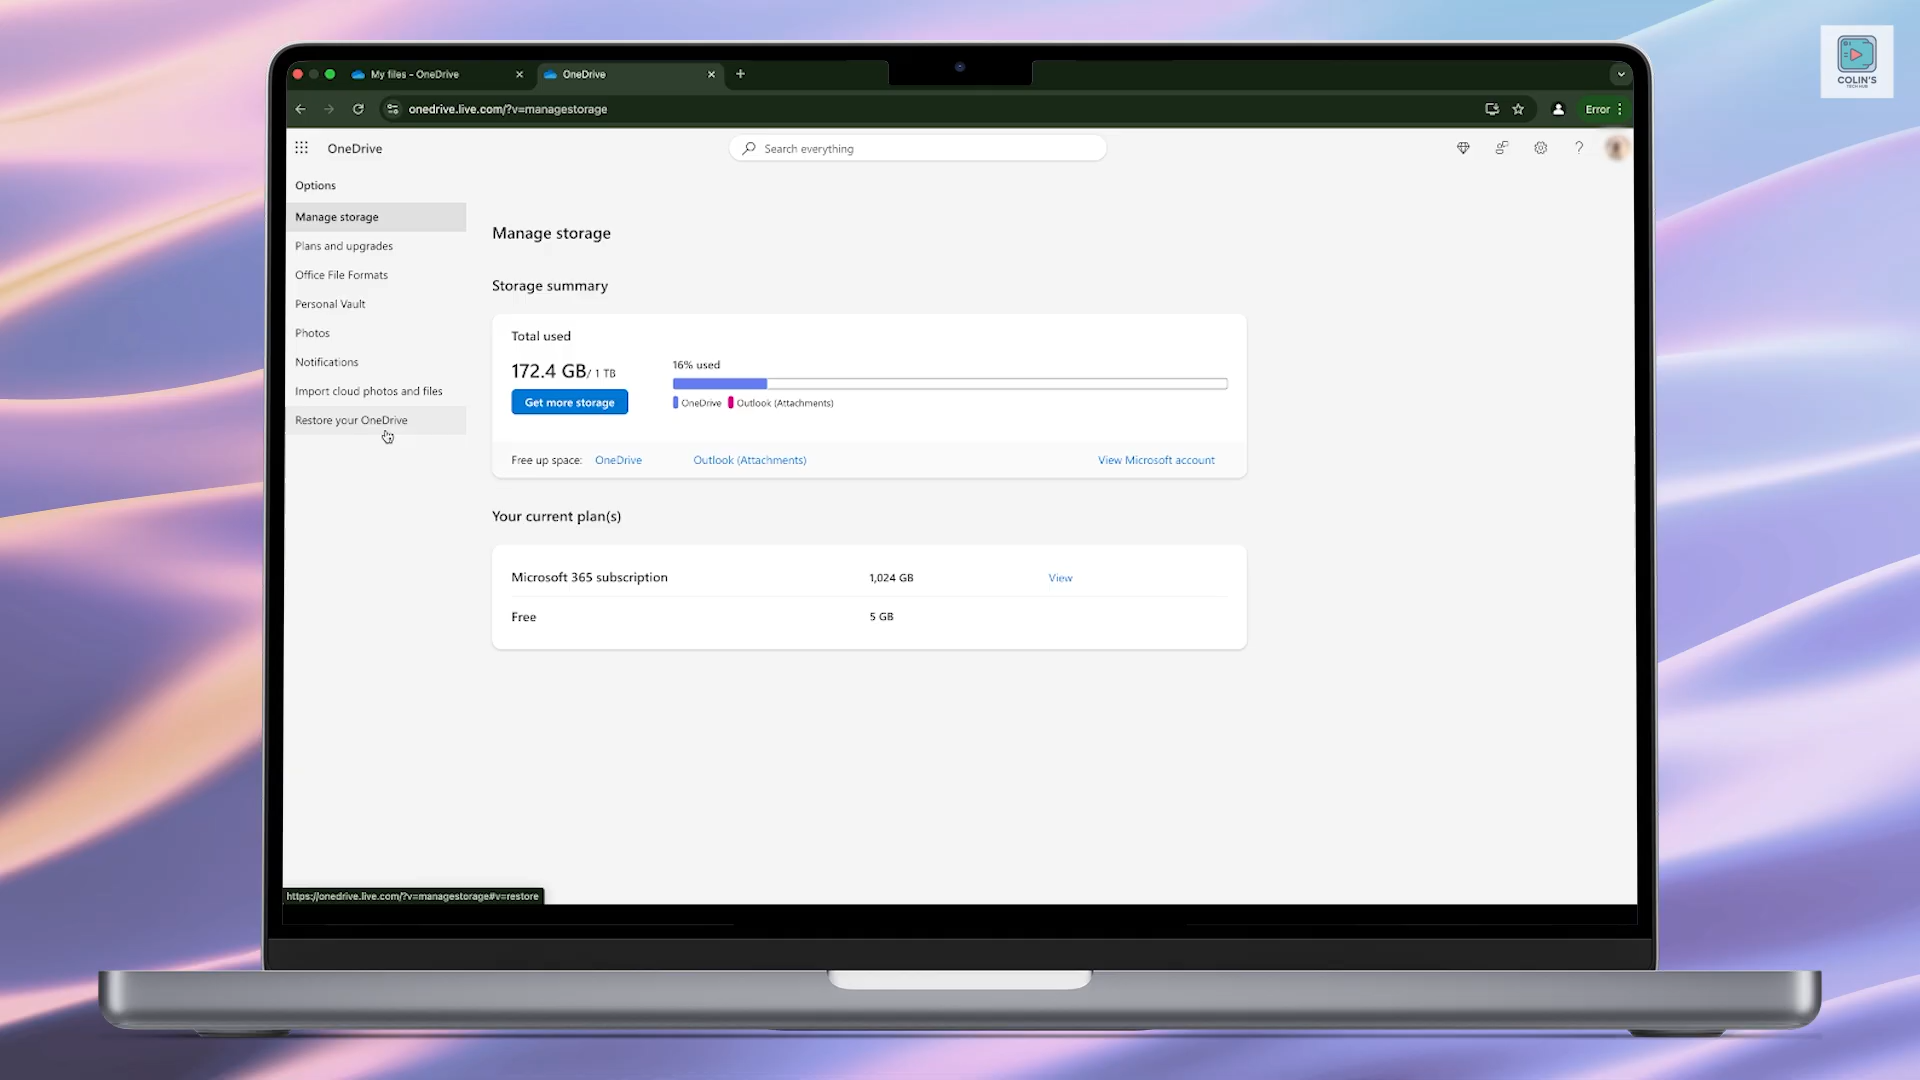 COLIN'S
TECH HUB
My files - OneDrive
OneDrive
onedrive.live.com/?v=managestorage
Error
OneDrive
Search everything
Options
Manage storage
Plans and upgrades
Office File Formats
Personal Vault
Photos
Notifications
Import cloud photos and files
Restore your OneDrive
Manage storage
Storage summary
Total used
172.4 GB/ 1 TB
16% used
Get more storage
OneDrive
Outlook (Attachments)
Free up space: OneDrive Outlook (Attachments) View Microsoft account
Your current plan(s)
Microsoft 365 subscription 1,024 GB View
Free 5 GB
https://onedrive.live.com/?v=managestorage#v=restore